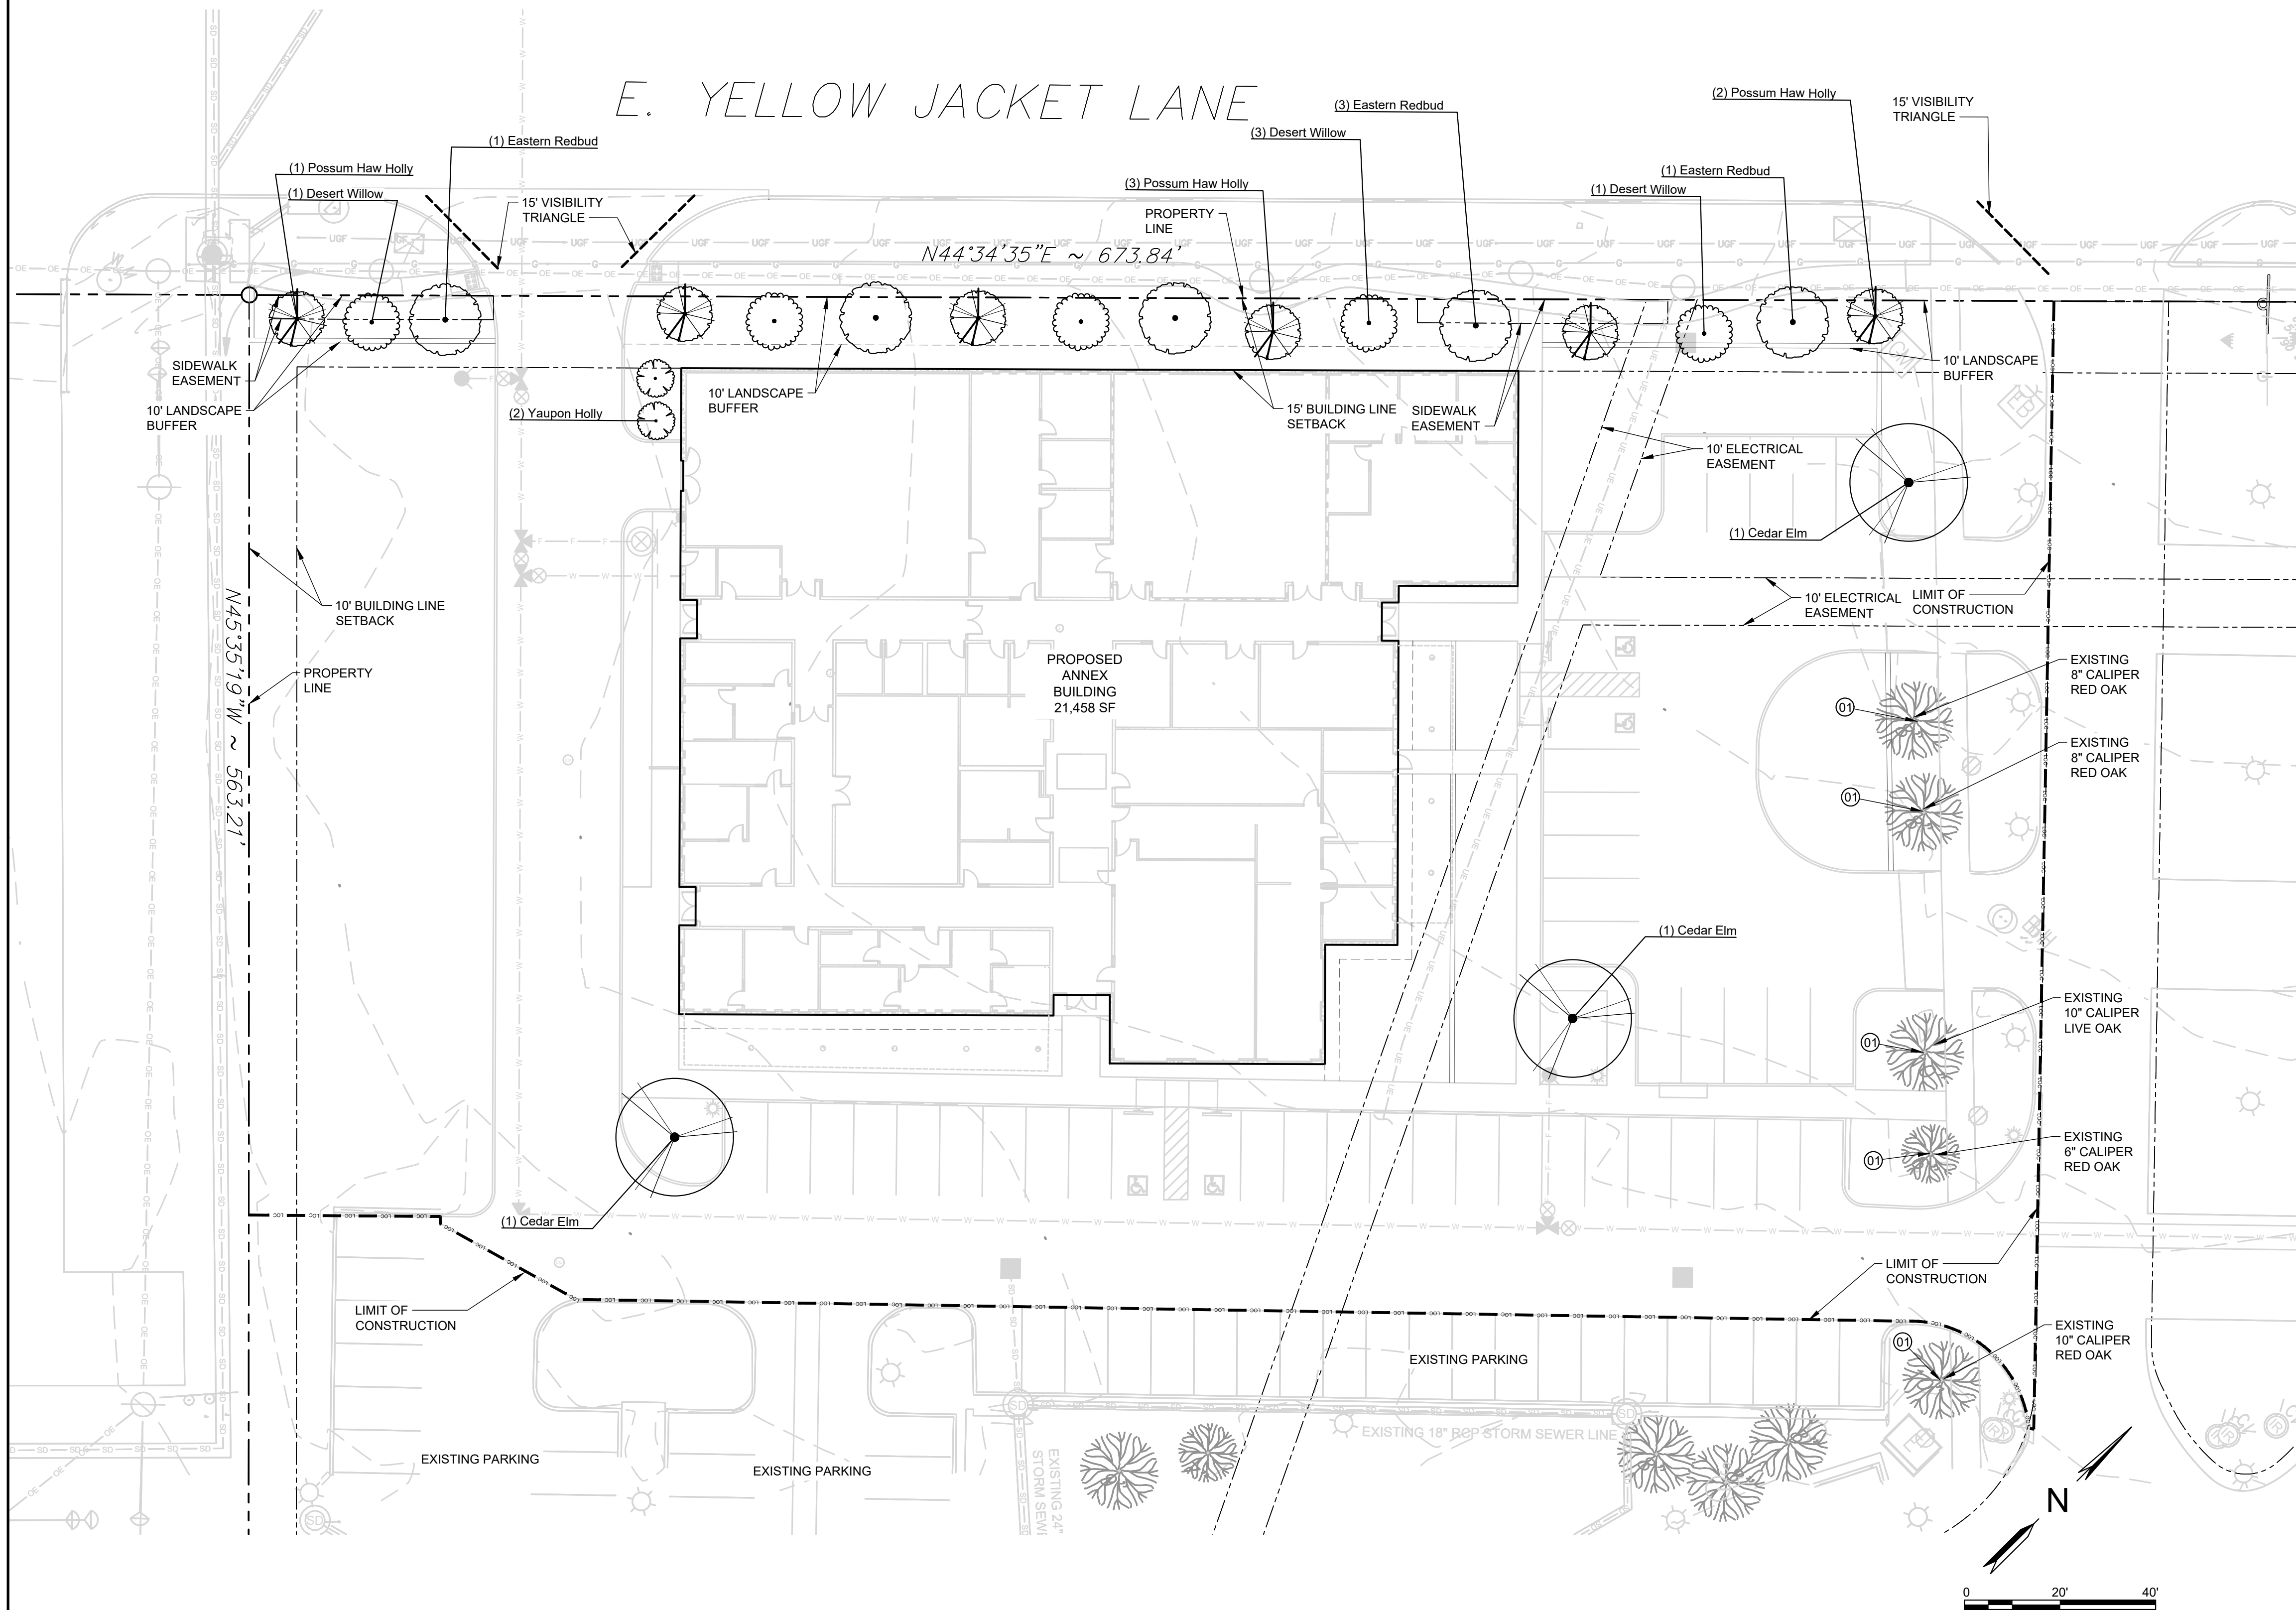 E. YELLOW JACKET LANE
(3) Eastern Redbud
(2) Possum Haw Holly
15' VISIBILITY
TRIANGLE
(1) Eastern Redbud
(3) Desert Willow
(1) Possum Haw Holly
(1) Desert Willow
(3) Possum Haw Holly
(1) Eastern Redbud
(1) Desert Willow
15' VISIBILITY
TRIANGLE
PROPERTY
LINE
N44°34'35"E ~ 673.84'
SIDEWALK
EASEMENT
10' LANDSCAPE
BUFFER
(2) Yaupon Holly
10' LANDSCAPE
BUFFER
15' BUILDING LINE
SETBACK
SIDEWALK
EASEMENT
10' LANDSCAPE
BUFFER
10' ELECTRICAL
EASEMENT
(1) Cedar Elm
10' BUILDING LINE
SETBACK
10' ELECTRICAL
EASEMENT
LIMIT OF
CONSTRUCTION
N45°35'19"W ~ 563.21'
PROPERTY
LINE
PROPOSED
ANNEX
BUILDING
21,458 SF
EXISTING
8" CALIPER
RED OAK
01
EXISTING
8" CALIPER
RED OAK
01
(1) Cedar Elm
EXISTING
10" CALIPER
LIVE OAK
01
EXISTING
6" CALIPER
RED OAK
01
(1) Cedar Elm
LIMIT OF
CONSTRUCTION
LIMIT OF
CONSTRUCTION
EXISTING
10" CALIPER
RED OAK
01
EXISTING PARKING
EXISTING 18" RCP STORM SEWER LINE
EXISTING PARKING
EXISTING PARKING
EXISTING 24"
STORM SEWE
N
0 20' 40'